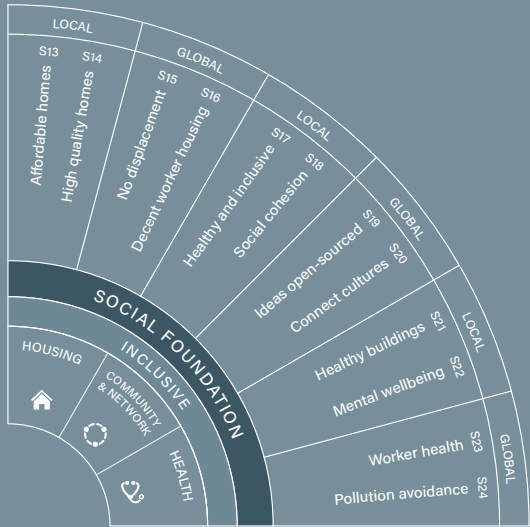 LOCAL
S13
Affordable homes
S14
High quality homes
GLOBAL
S15
No displacement
S16
Decent worker housing
LOCAL
S17
Healthy and inclusive
S18
Social cohesion
GLOBAL
S19
Ideas open-sourced
S20
Connect cultures
LOCAL
S21
Healthy buildings
S22
Mental wellbeing
GLOBAL
S23
Worker health
S24
Pollution avoidance
SOCIAL FOUNDATION
INCLUSIVE
HOUSING
COMMUNITY
& NETWORK
HEALTH